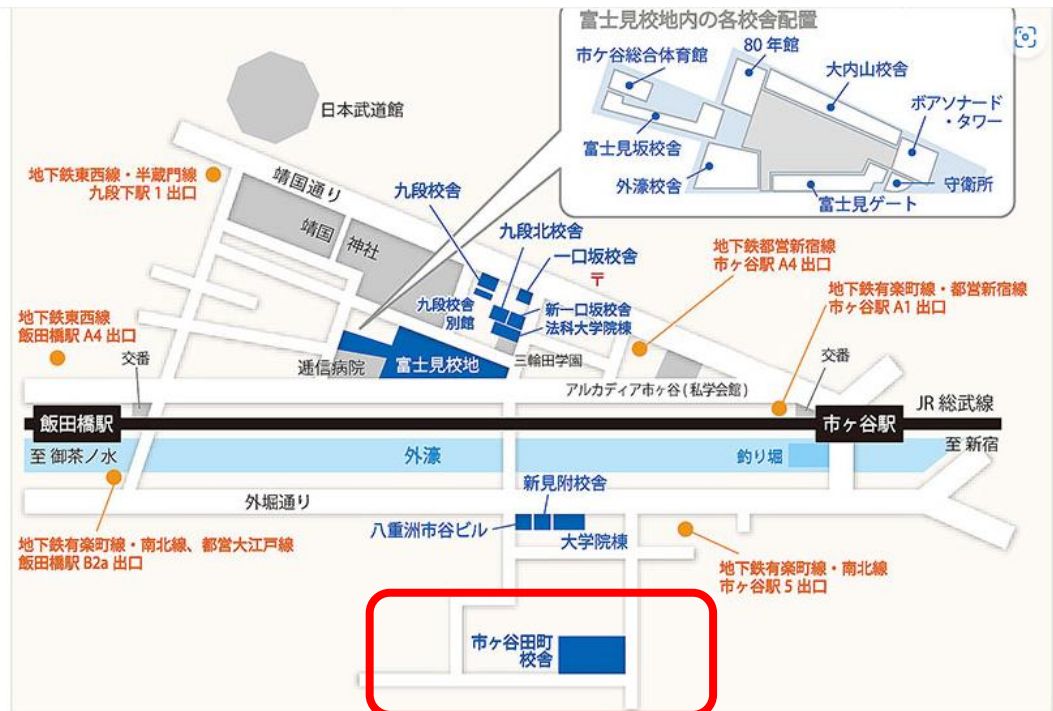 富士見校地内の各校舎配置
市ケ谷総合体育館
80 年館
大内山校舎
ボアソナード
・タワー
富士見坂校舎
外濠校舎
富士見ゲート
守衛所
日本武道館
地下鉄東西線・半蔵門線
九段下駅 1 出口
靖国通り
靖国
神社
九段校舎
九段北校舎
一口坂校舎
〒
九段校舎
別館
新一口坂校舎
法科大学院棟
三輪田学園
地下鉄都営新宿線
市ヶ谷駅 A4 出口
地下鉄有楽町線・都営新宿線
市ヶ谷駅 A1 出口
地下鉄東西線
飯田橋駅 A4 出口
交番
逓信病院
富士見校地
アルカディア市ヶ谷 ( 私学会館 )
交番
飯田橋駅
市ヶ谷駅
JR 総武線
至 御茶ノ水
外濠
釣り堀
至 新宿
外堀通り
新見附校舎
八重洲市谷ビル
大学院棟
地下鉄有楽町線・南北線、都営大江戸線
飯田橋駅 B2a 出口
地下鉄有楽町線・南北線
市ヶ谷駅 5 出口
市ヶ谷田町
校舎